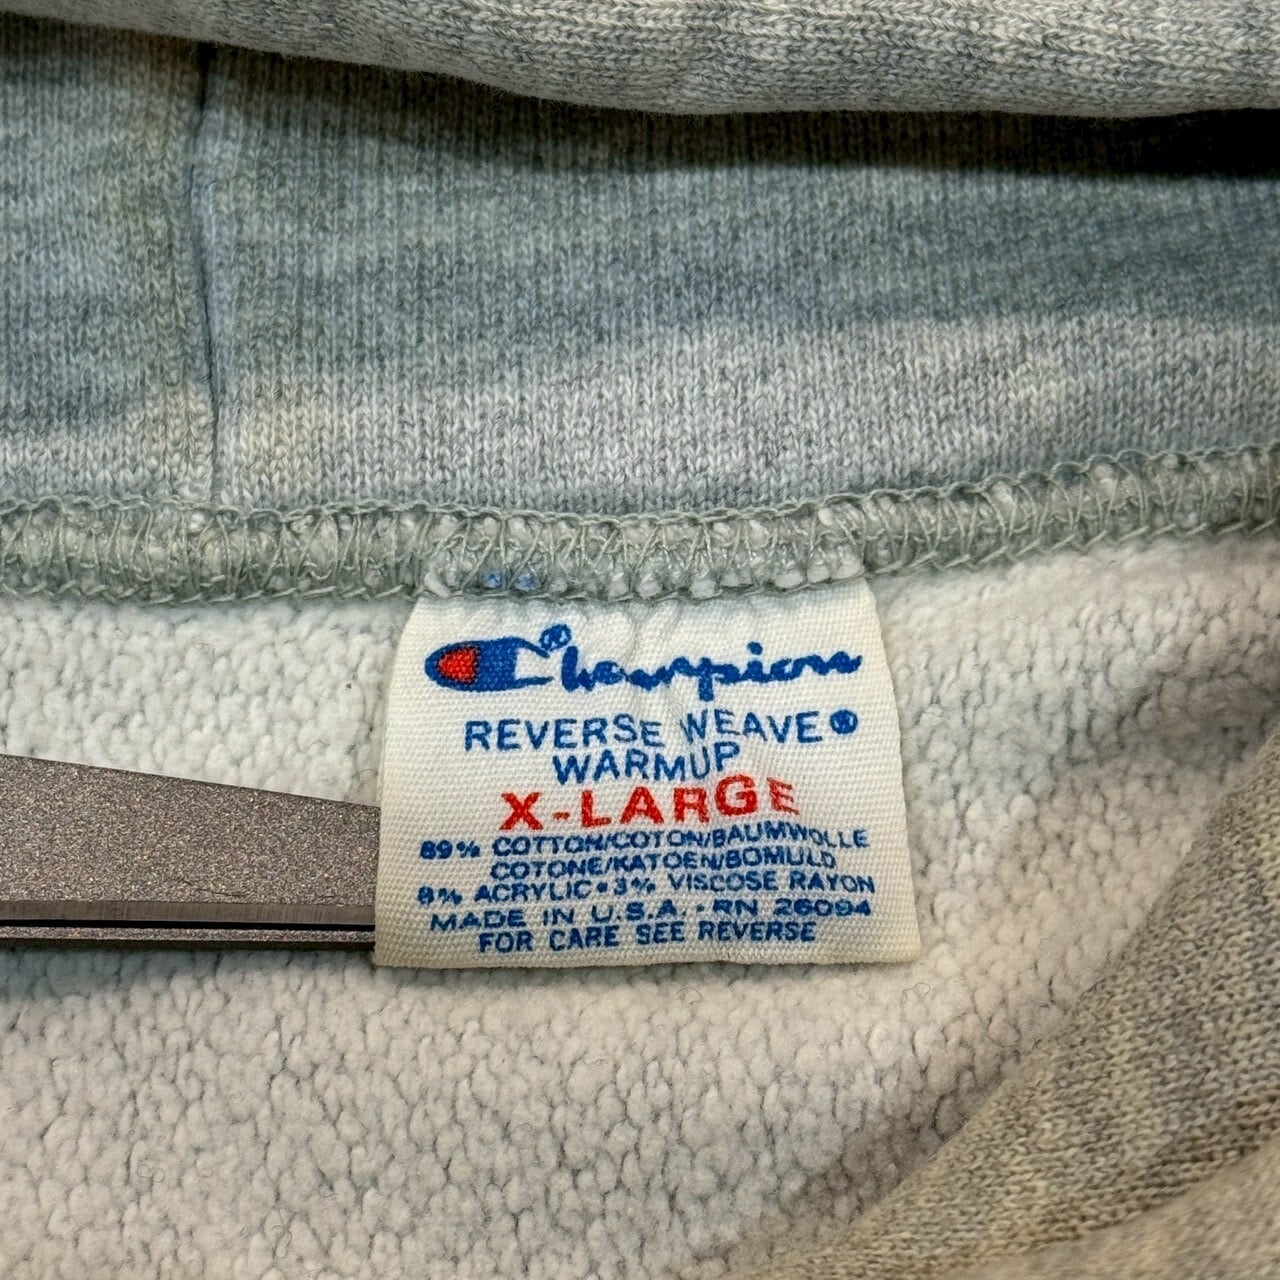 Champion®
REVERSE WEAVE®
WARMUP
X-LARGE
89% COTTON/COTON/BAUMWOLLE
COTONE/KATOEN/BOMULD
8% ACRYLIC•3% VISCOSE RAYON
MADE IN U.S.A.•RN 26094
FOR CARE SEE REVERSE